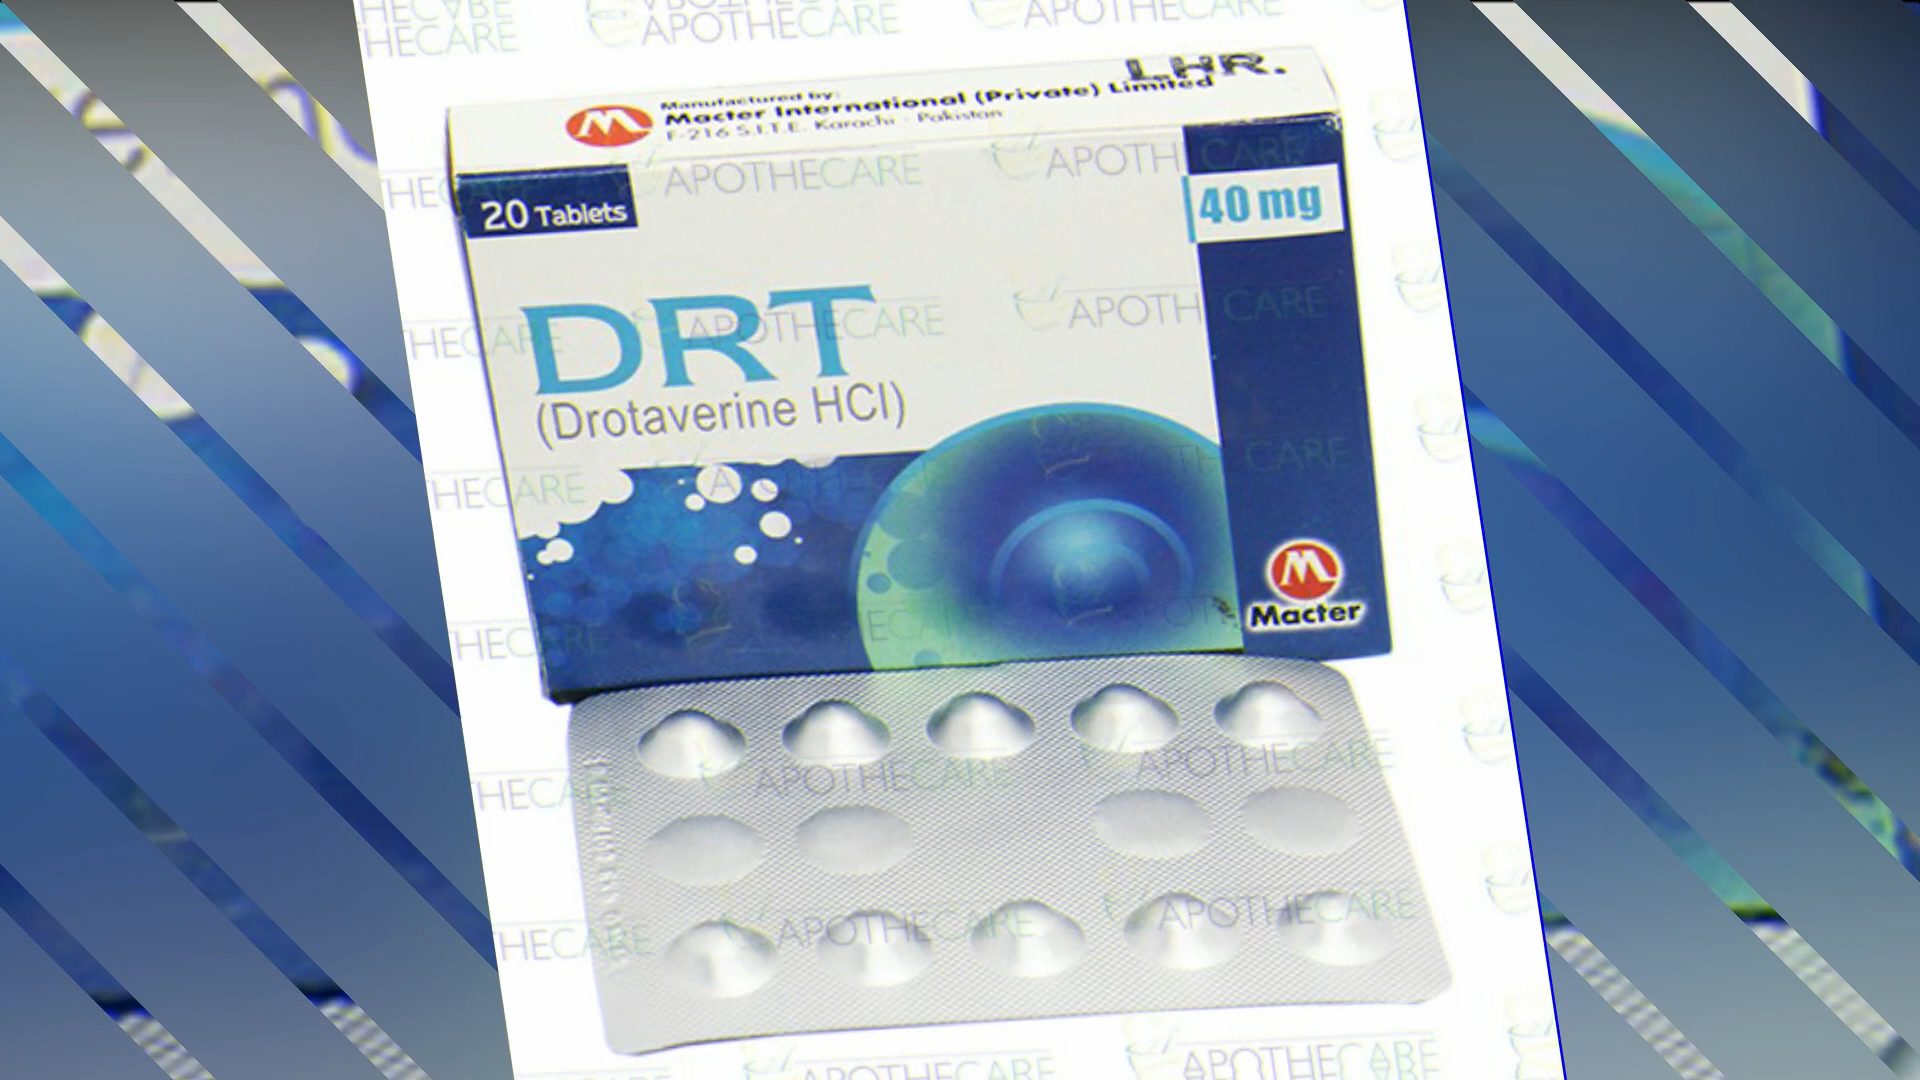 LHR.
Manufactured by:
Macter International (Private) Limited
F-216 S.I.T.E. Karachi - Pakistan
20 Tablets
40 mg
DRT
(Drotaverine HCl)
Macter
APOTHECARE